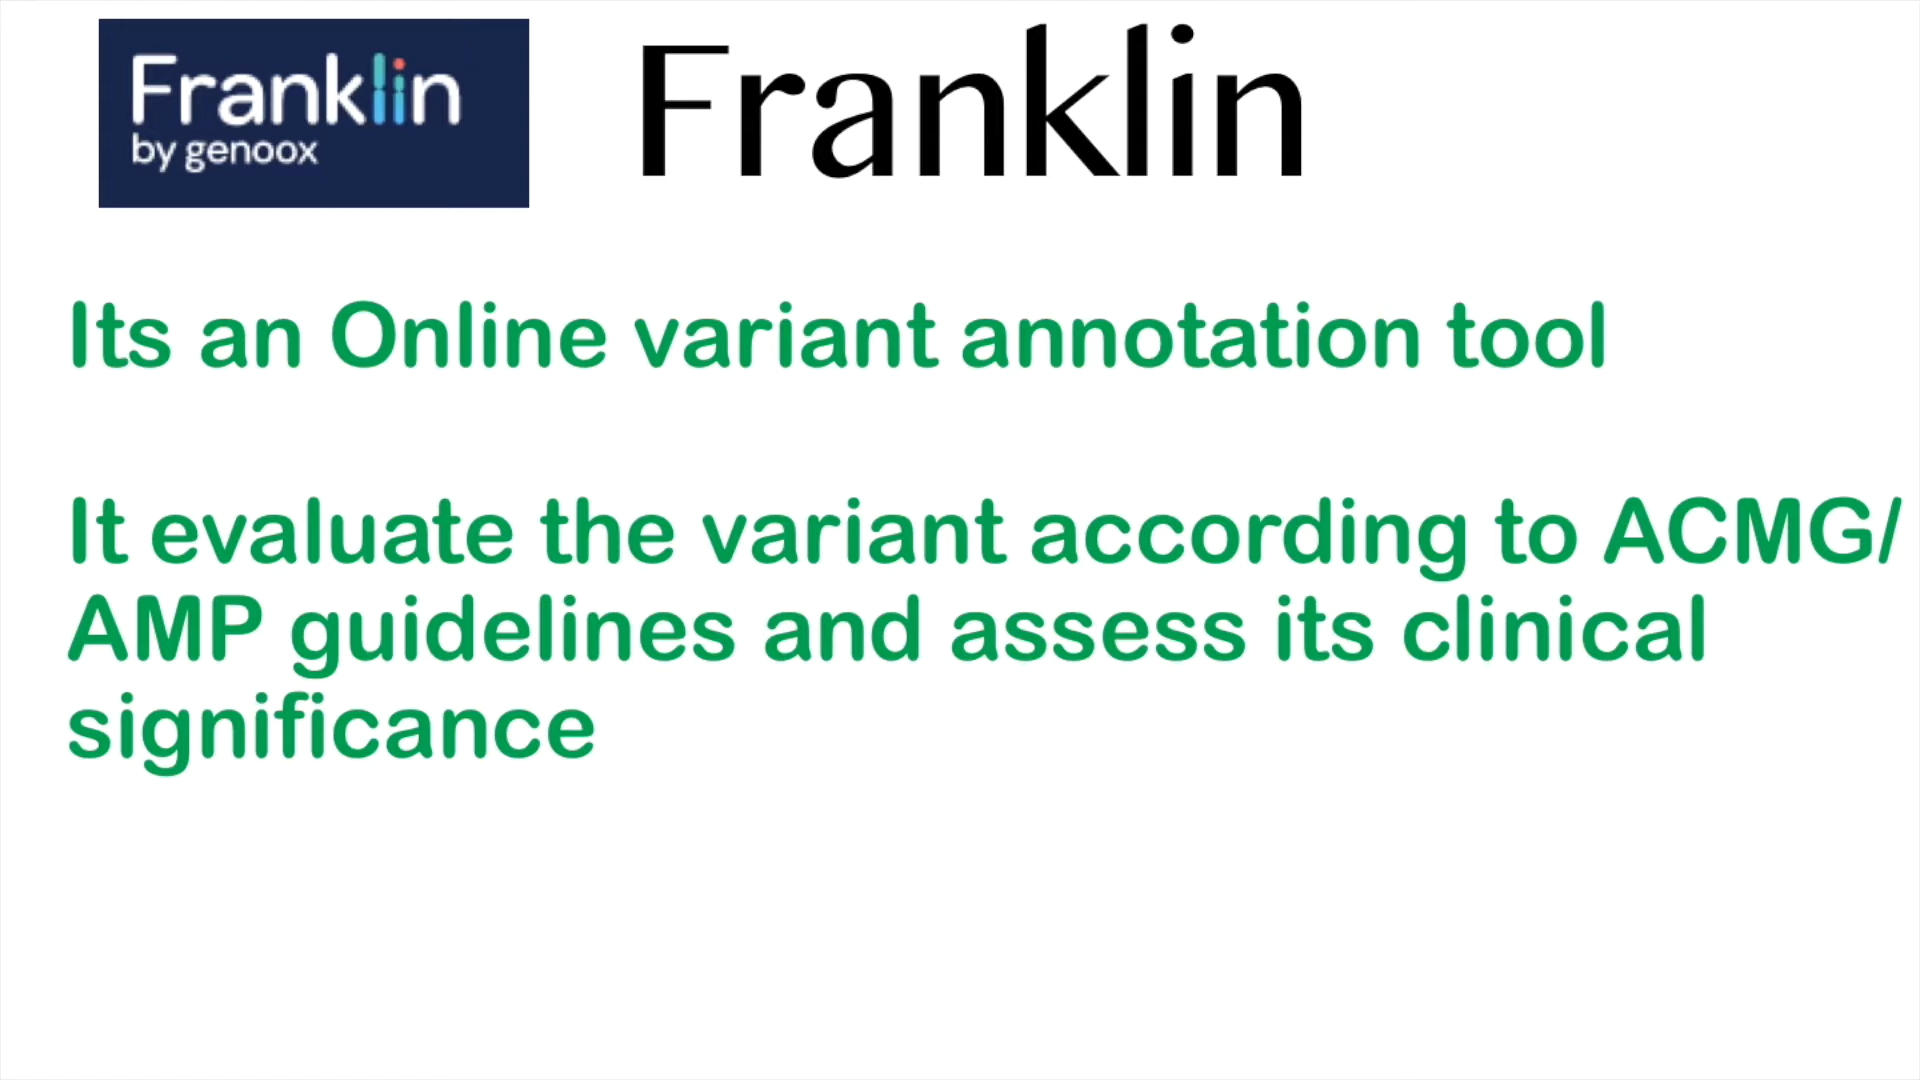 Franklin
by genoox
Franklin
Its an Online variant annotation tool
It evaluate the variant according to ACMG/
AMP guidelines and assess its clinical
significance